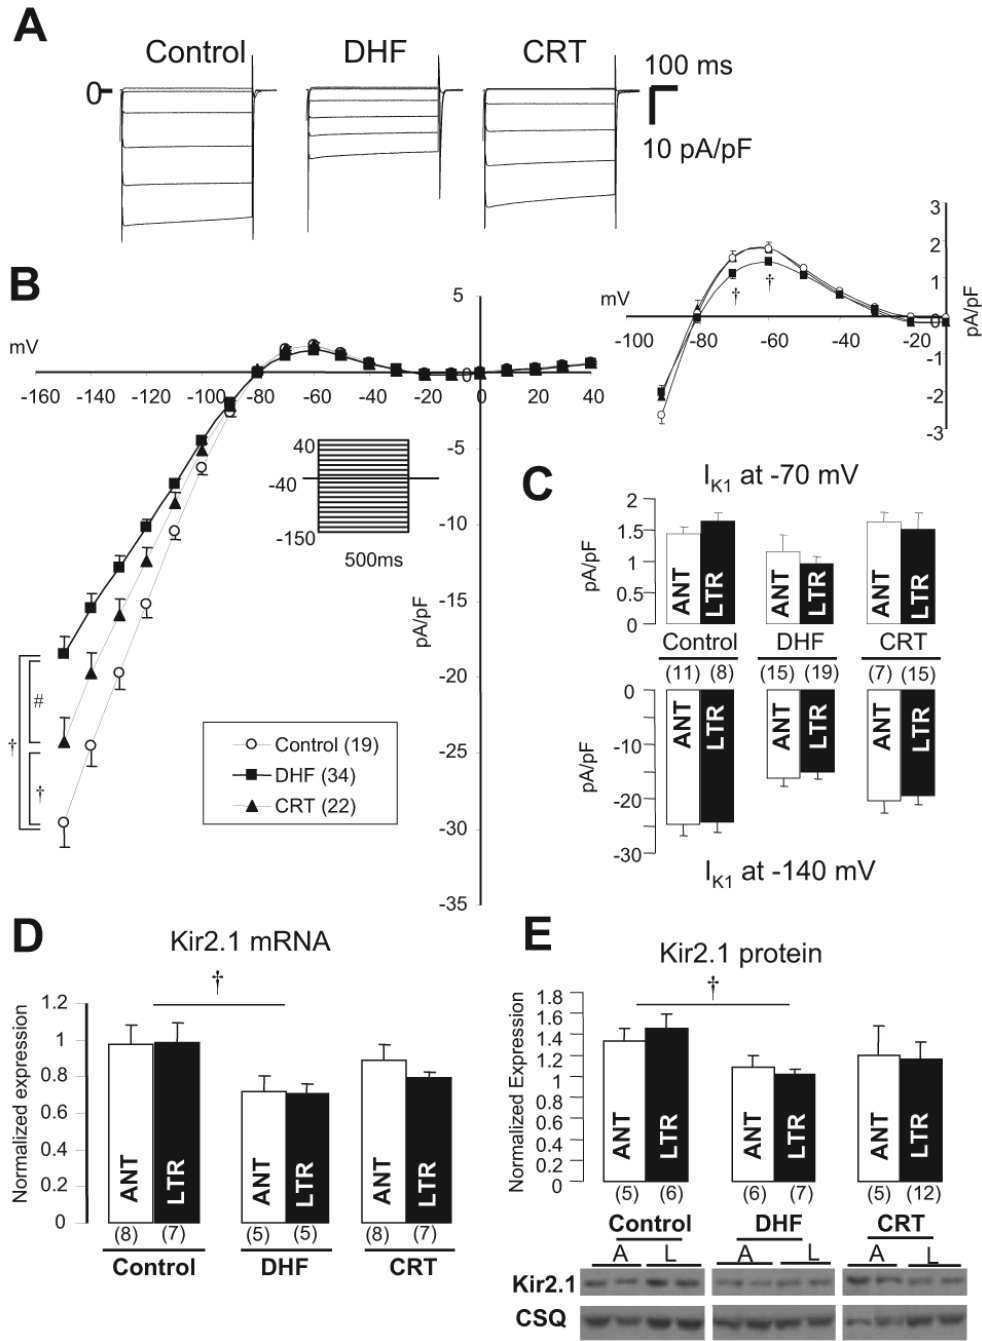 A
Control DHF CRT
0
100 ms
10 pA/pF
B
5
mV
-160 -140 -120 -100 -80 -60 -40 -20 0 20 40
0
-5
-10
-15
-20
-25
-30
-35
pA/pF
40
-40
-150
500ms
#
†
†
Control (19)
DHF (34)
CRT (22)
3
2
1
0
-1
-2
-3
mV
-100 -80 -60 -40 -20
pA/pF
† †
C
I K1 at -70 mV
2
1.5
1
0.5
0
pA/pF
ANT LTR ANT LTR ANT LTR
Control DHF CRT
(11) (8) (15) (19) (7) (15)
0
-10
-20
-30
pA/pF
ANT LTR ANT LTR ANT LTR
I K1 at -140 mV
D
Kir2.1 mRNA
†
1.2
1
0.8
0.6
0.4
0.2
0
Normalized expression
ANT LTR ANT LTR ANT LTR
(8) (7) (5) (5) (8) (7)
Control DHF CRT
E
Kir2.1 protein
†
1.8
1.6
1.4
1.2
1
0.8
0.6
0.4
0.2
0
Normalized Expression
ANT LTR ANT LTR ANT LTR
(5) (6) (6) (7) (5) (12)
Control DHF CRT
A L A L A L
Kir2.1
CSQ